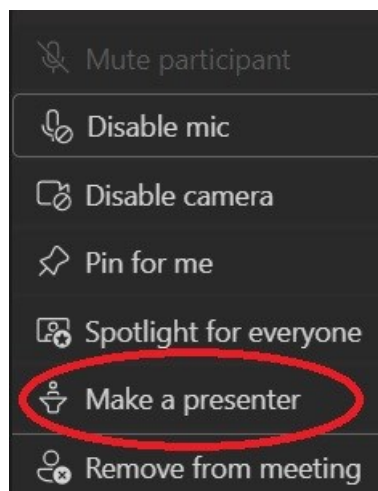 Mute participant
Disable mic
Disable camera
Pin for me
Spotlight for everyone
Make a presenter
Remove from meeting